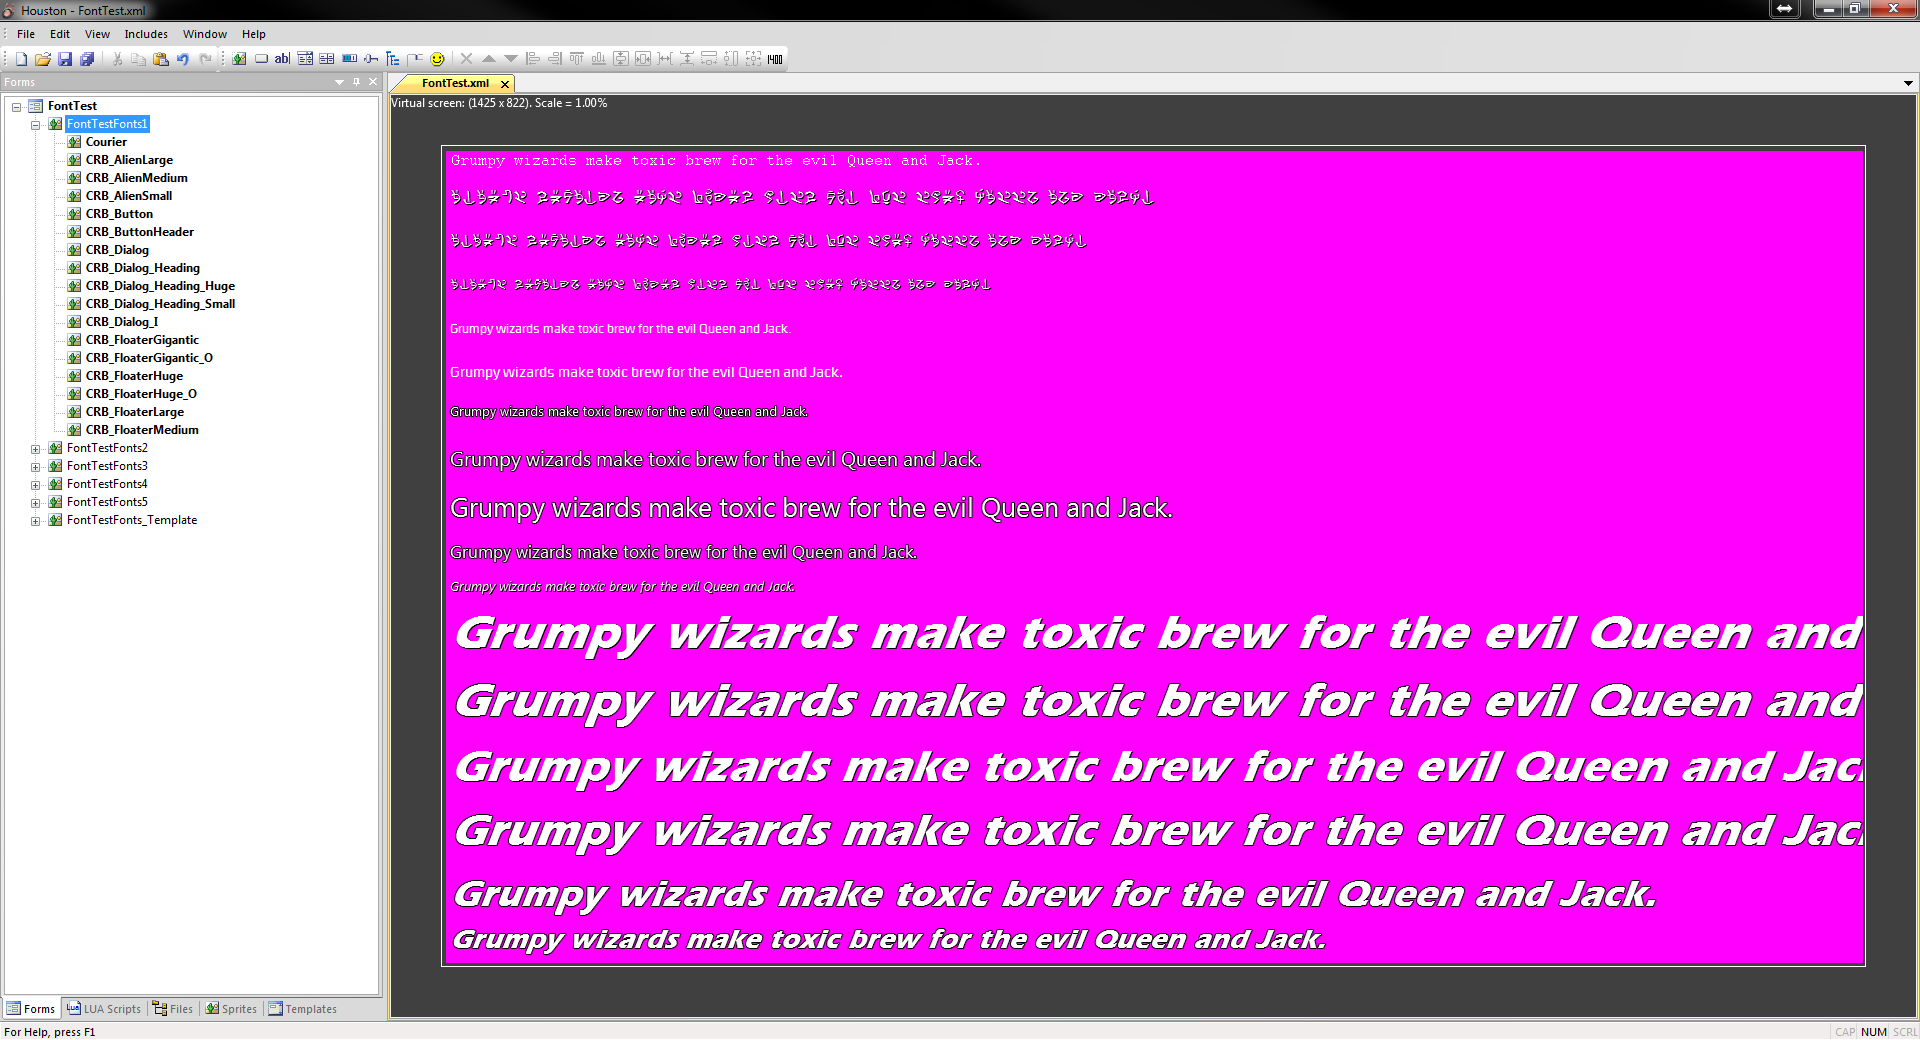 Houston - FontTest.xml
File Edit View Includes Window Help
ab|
1400
Forms
FontTest
FontTestFonts1
Courier
CRB_AlienLarge
CRB_AlienMedium
CRB_AlienSmall
CRB_Button
CRB_ButtonHeader
CRB_Dialog
CRB_Dialog_Heading
CRB_Dialog_Heading_Huge
CRB_Dialog_Heading_Small
CRB_Dialog_I
CRB_FloaterGigantic
CRB_FloaterGigantic_O
CRB_FloaterHuge
CRB_FloaterHuge_O
CRB_FloaterLarge
CRB_FloaterMedium
FontTestFonts2
FontTestFonts3
FontTestFonts4
FontTestFonts5
FontTestFonts_Template
Forms LUA Scripts Files Sprites Templates
FontTest.xml
Virtual screen: (1425 x 822). Scale = 1.00%
Grumpy wizards make toxic brew for the evil Queen and Jack.
Grumpy wizards make toxic brew for the evil Queen and Jack.
Grumpy wizards make toxic brew for the evil Queen and Jack.
Grumpy wizards make toxic brew for the evil Queen and Jack.
Grumpy wizards make toxic brew for the evil Queen and Jack.
Grumpy wizards make toxic brew for the evil Queen and Jack.
Grumpy wizards make toxic brew for the evil Queen and Jack.
Grumpy wizards make toxic brew for the evil Queen and Jack.
Grumpy wizards make toxic brew for the evil Queen and
Grumpy wizards make toxic brew for the evil Queen and
Grumpy wizards make toxic brew for the evil Queen and Jac
Grumpy wizards make toxic brew for the evil Queen and Jac
Grumpy wizards make toxic brew for the evil Queen and Jack.
Grumpy wizards make toxic brew for the evil Queen and Jack.
For Help, press F1
CAP NUM SCRL